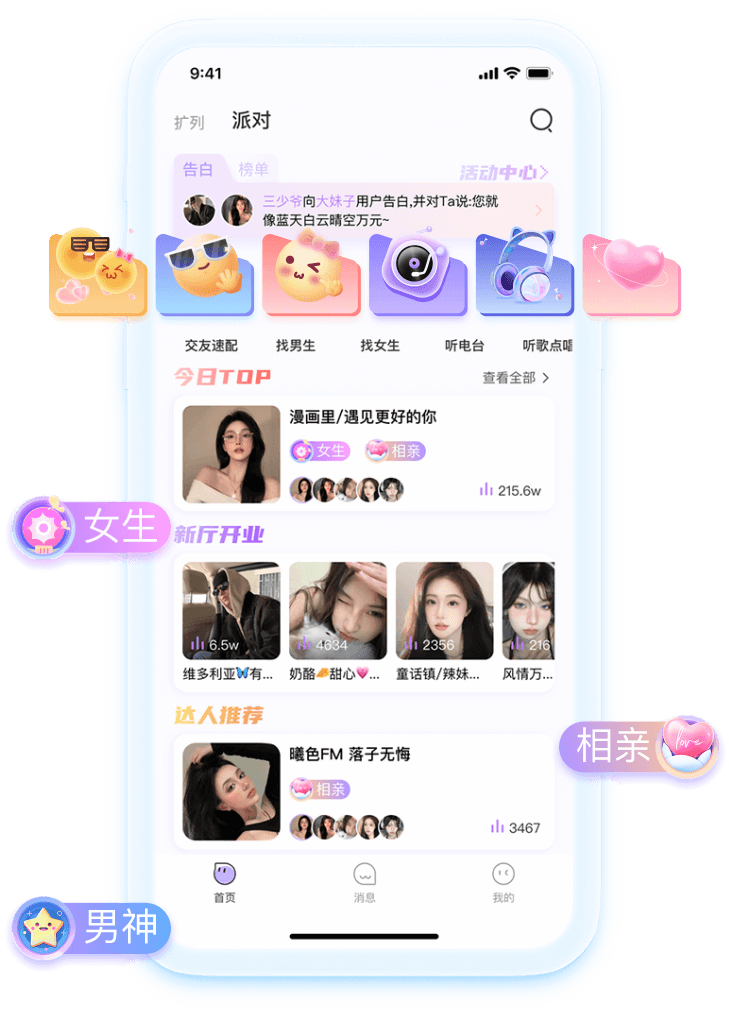 9:41
扩列 派对
告白 榜单 活动中心
三少爷向大妹子用户告白,并对Ta说:您就
像蓝天白云晴空万元~
交友速配 找男生 找女生 听电台 听歌点唱
今日TOP 查看全部
漫画里/遇见更好的你
女生 相亲
215.6w
女生
新厅开业
6.5w 4634 2356 216
维多利亚🦋有... 奶酪🧀甜心💗... 童话镇/辣妹... 风情万...
达人推荐
相亲
love
曦色FM 落子无悔
相亲
3467
首页 消息 我的
男神